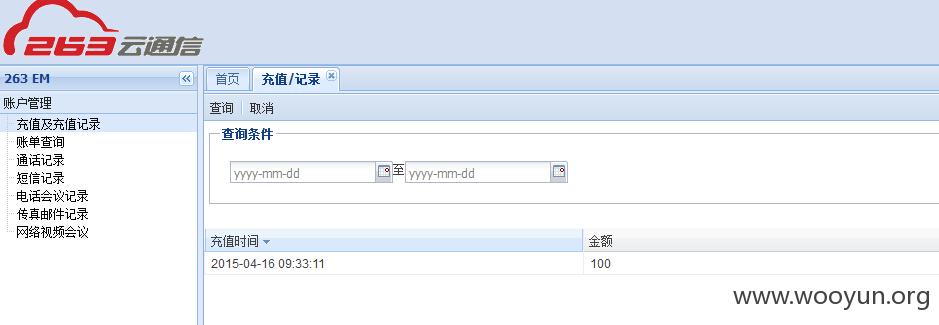 263云通信
263 EM
首页 充值/记录
账户管理
查询 取消
充值及充值记录
查询条件
账单查询
通话记录
yyyy-mm-dd 至 yyyy-mm-dd
短信记录
电话会议记录
传真邮件记录
网络视频会议
充值时间 金额
2015-04-16 09:33:11 100
www.wooyun.org